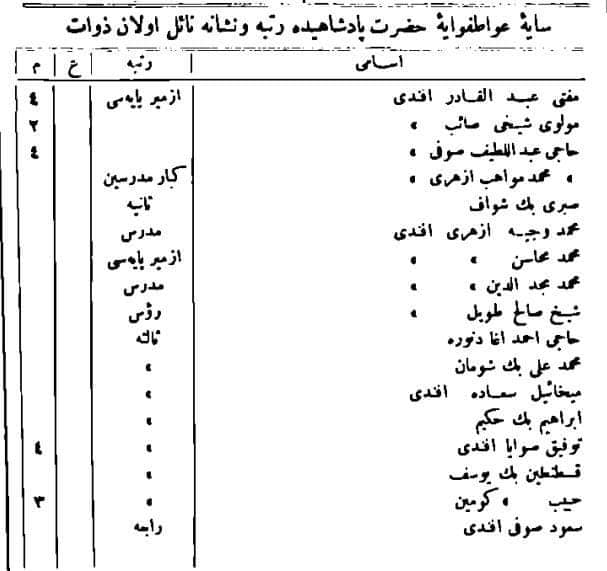 سایهٔ عواطفوایهٔ حضرت پادشاهیده رتبه ونشانه نائل اولان ذوات
اسامی رتبه ع م
مفتی عبد القادر افندی ازمیر پایه‌سی ٤
مولوی شیخی صائب » ٢
حاجی عبد اللطیف صوفی » ٤
» محمد مواهب ازهری » کبار مدرسین
صبری بك شواف ثانیه
محمد وجیه ازهری افندی مدرس
محمد محاسن » » ازمیر پایه‌سی
محمد مجد الدین » » مدرس
شیخ صالح طویل » رؤس
حاجی احمد اغا دنوره ثالثه
محمد علی بك شومان »
میخائیل سعاده افندی »
ابراهیم بك حکیم »
توفیق صوایا افندی » ٤
قسطنطین بك یوسف »
حبیب » کومین » ٣
سعود صوفی افندی رابعه